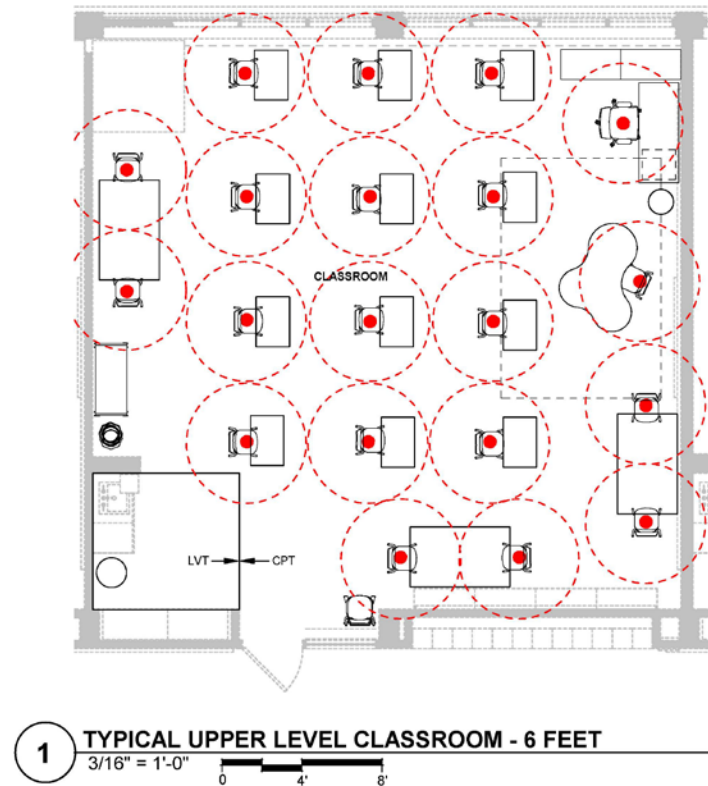 CLASSROOM
LVT CPT
1
TYPICAL UPPER LEVEL CLASSROOM - 6 FEET
3/16" = 1'-0"
0 4' 8'